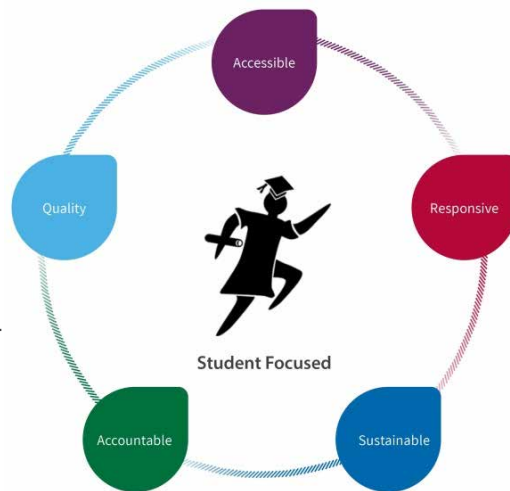 Accessible
Quality
Responsive
Student Focused
Accountable
Sustainable